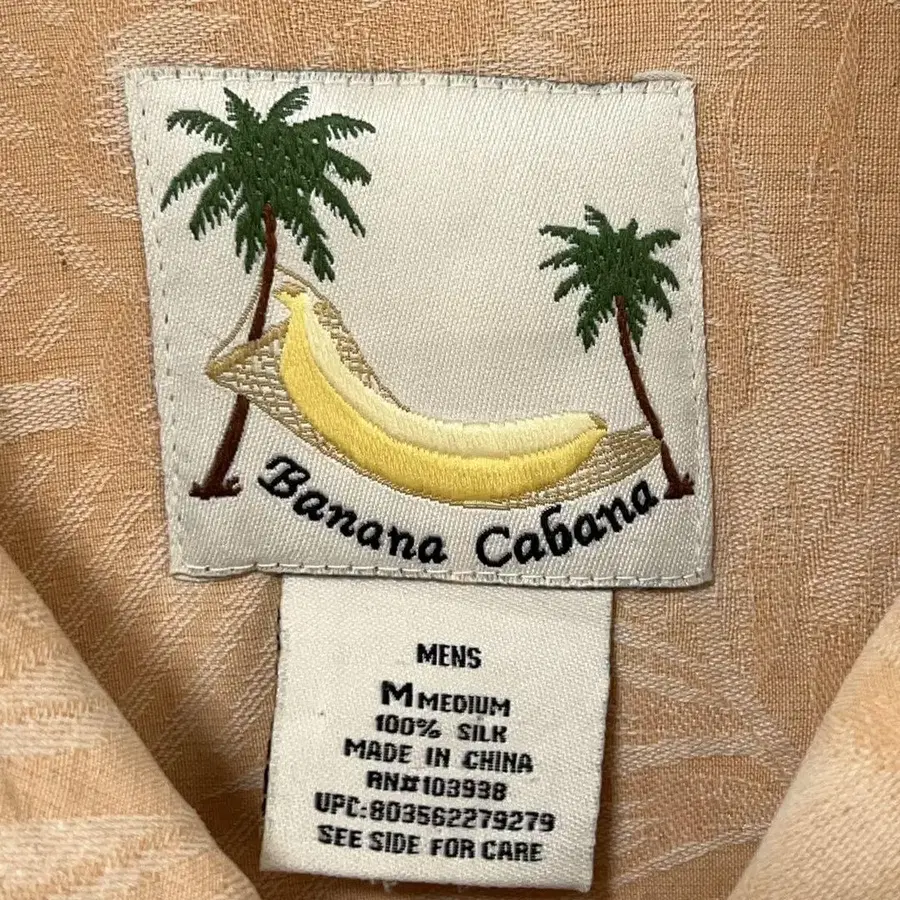 Banana Cabana
MENS
M MEDIUM
100% SILK
MADE IN CHINA
RN#103938
UPC:803562279279
SEE SIDE FOR CARE